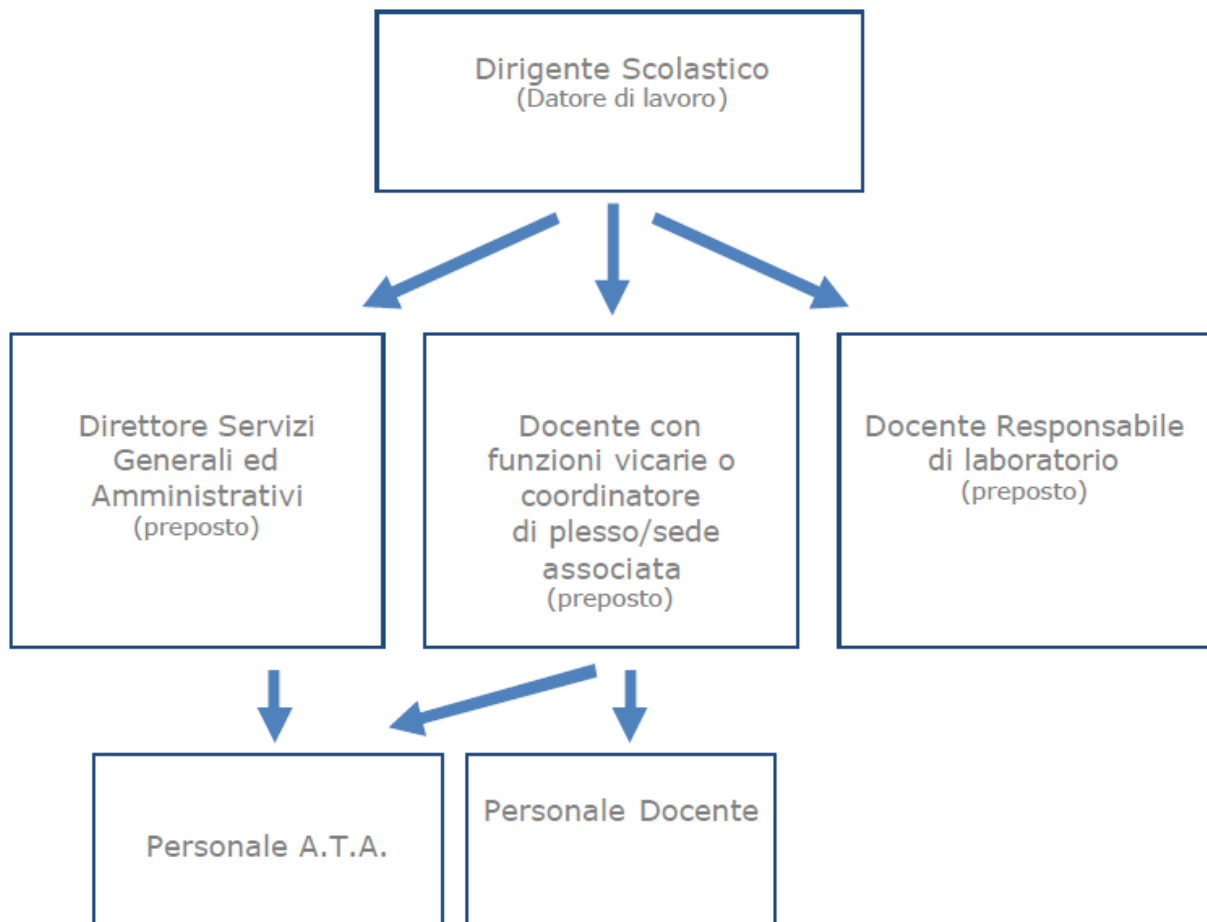 Dirigente Scolastico
(Datore di lavoro)
Direttore Servizi
Generali ed
Amministrativi
(preposto)
Docente con
funzioni vicarie o
coordinatore
di plesso/sede
associata
(preposto)
Docente Responsabile
di laboratorio
(preposto)
Personale A.T.A.
Personale Docente